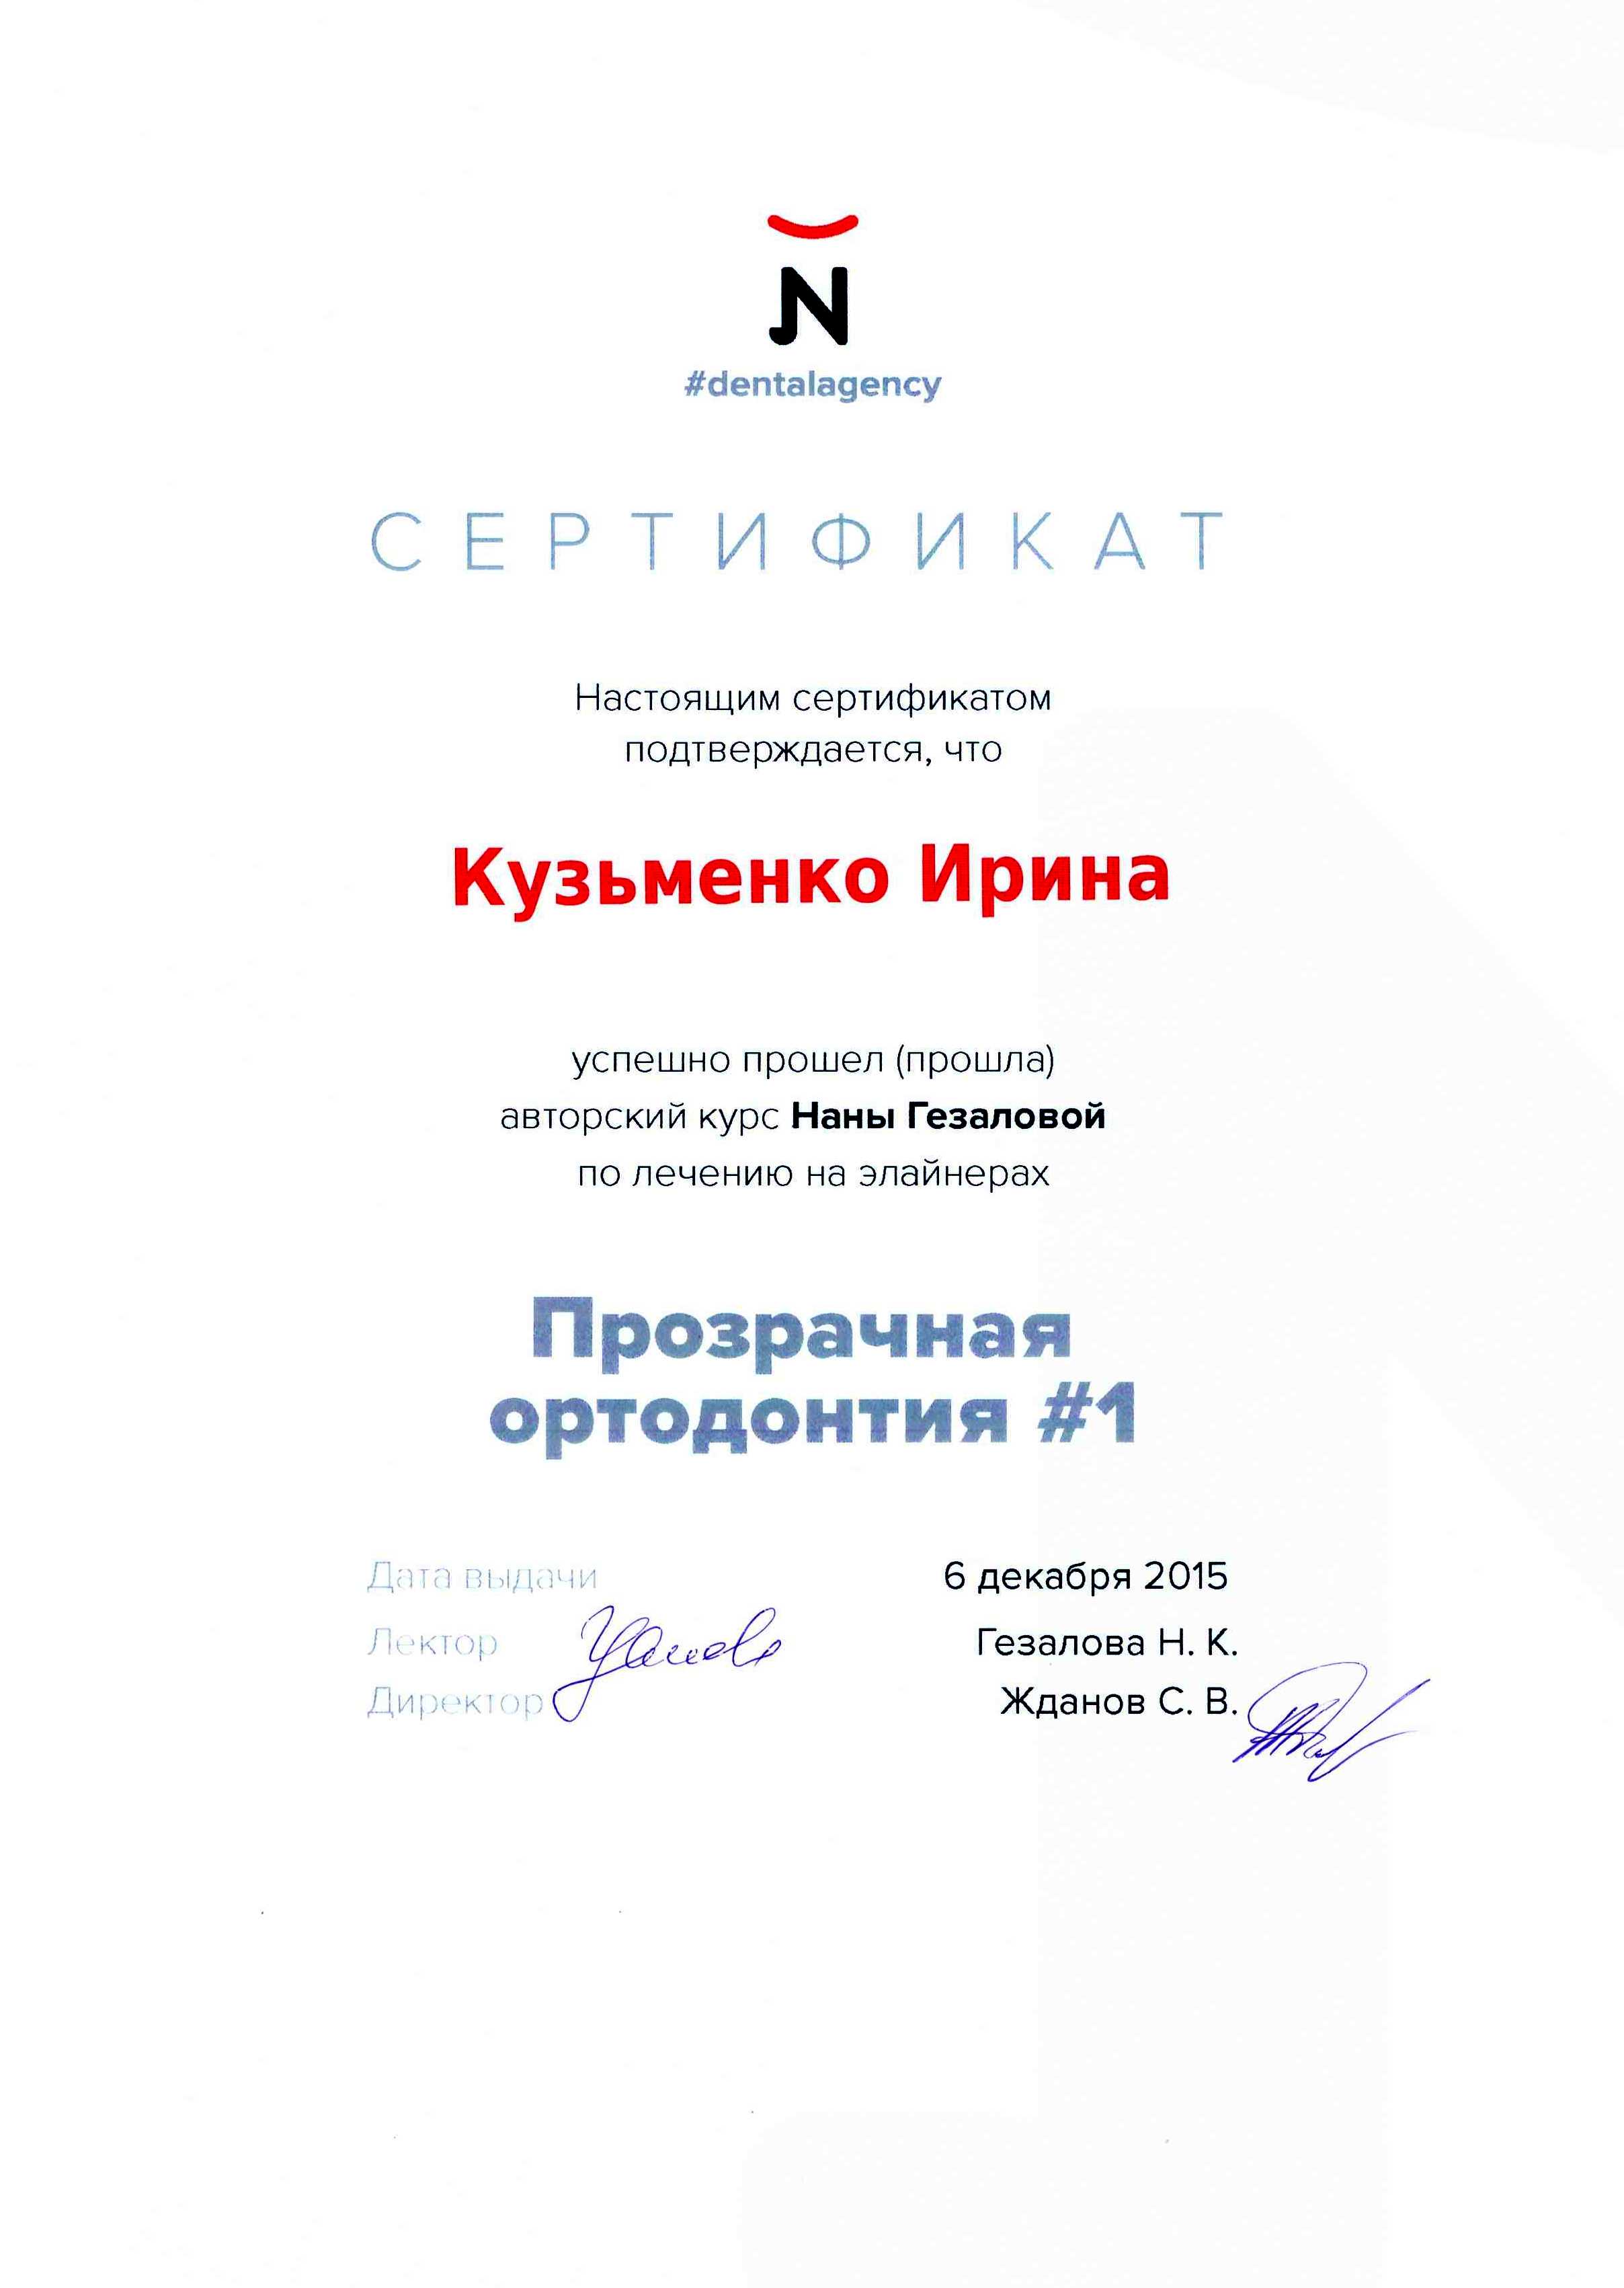 N
#dentalagency
СЕРТИФИКАТ
Настоящим сертификатом
подтверждается, что
Кузьменко Ирина
успешно прошел (прошла)
авторский курс Наны Гезаловой
по лечению на элайнерах
Прозрачная
ортодонтия #1
Дата выдачи 6 декабря 2015
Лектор Гезалова Н. К.
Директор Жданов С. В.